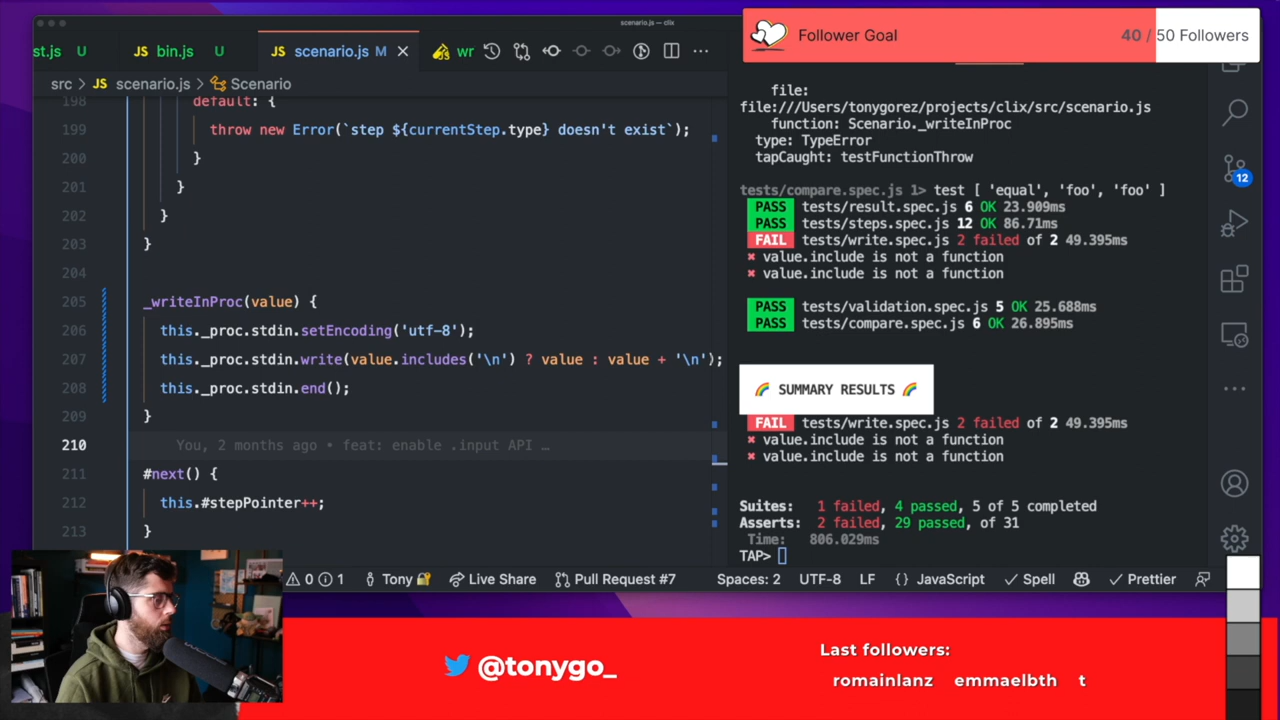 scenario.js — clix
st.js U
JS bin.js U
JS scenario.js M
wr
src > JS scenario.js > Scenario
198 default: {
199 throw new Error(`step ${currentStep.type} doesn't exist`);
200 }
201 }
202 }
203 }
204
205 _writeInProc(value) {
206 this._proc.stdin.setEncoding('utf-8');
207 this._proc.stdin.write(value.includes('\n') ? value : value + '\n');
208 this._proc.stdin.end();
209 }
210 You, 2 months ago • feat: enable .input API …
211 #next() {
212 this.#stepPointer++;
213 }
Follower Goal
40 / 50 Followers
file:
file:///Users/tonygorez/projects/clix/src/scenario.js
function: Scenario._writeInProc
type: TypeError
tapCaught: testFunctionThrow
tests/compare.spec.js 1> test [ 'equal', 'foo', 'foo' ]
PASS tests/result.spec.js 6 OK 23.909ms
PASS tests/steps.spec.js 12 OK 86.71ms
FAIL tests/write.spec.js 2 failed of 2 49.395ms
✖ value.include is not a function
✖ value.include is not a function
PASS tests/validation.spec.js 5 OK 25.688ms
PASS tests/compare.spec.js 6 OK 26.895ms
🌈 SUMMARY RESULTS 🌈
FAIL tests/write.spec.js 2 failed of 2 49.395ms
✖ value.include is not a function
✖ value.include is not a function
Suites: 1 failed, 4 passed, 5 of 5 completed
Asserts: 2 failed, 29 passed, of 31
Time: 806.029ms
TAP>
12
0 1 Tony 🔐 Live Share Pull Request #7 Spaces: 2 UTF-8 LF {} JavaScript ✓ Spell ✓ Prettier
@tonygo_
Last followers:
romainlanz emmaelbth t